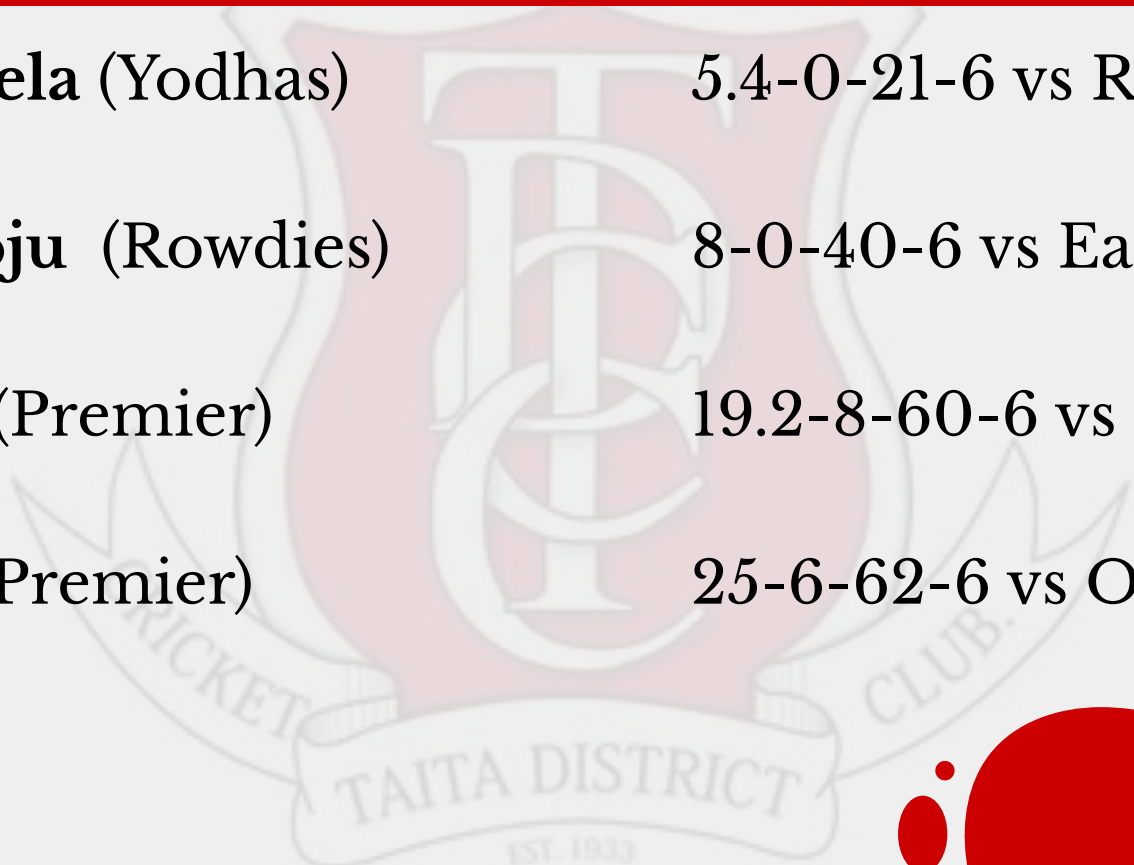 ela (Yodhas) 5.4-0-21-6 vs R
oju (Rowdies) 8-0-40-6 vs Ea
(Premier) 19.2-8-60-6 vs
Premier) 25-6-62-6 vs O
CRICKET CLUB.
TAITA DISTRICT
EST. 1933